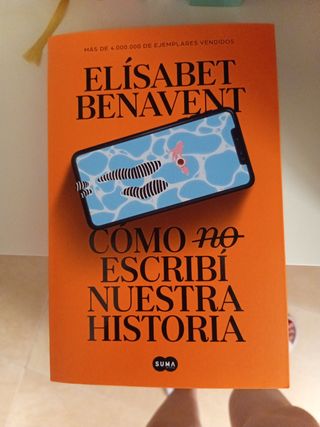 MÁS DE 4.000.000 DE EJEMPLARES VENDIDOS
ELÍSABET
BENAVENT
CÓMO no
ESCRIBÍ
NUESTRA
HISTORIA
SUMA